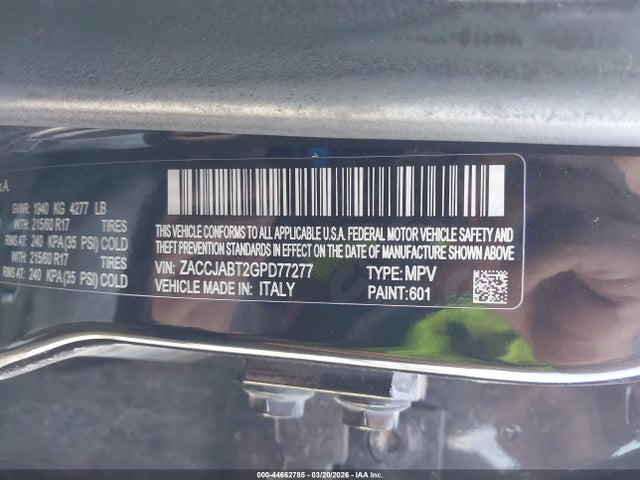 GVWR: 1940 KG 4277 LB
WITH 215/60 R17 TIRES
RIMS AT: 240 KPA(35 PSI) COLD
WITH 215/60 R17 TIRES
RIMS AT: 240 KPA(35 PSI) COLD
THIS VEHICLE CONFORMS TO ALL APPLICABLE U.S.A. FEDERAL MOTOR VEHICLE SAFETY AND
THEFT PREVENTION STANDARDS IN EFFECT ON THE DATE OF MANUFACTURE SHOWN ABOVE.
VIN: ZACCJABT2GPD77277 TYPE: MPV
VEHICLE MADE IN: ITALY PAINT:601
000-44662785 - 03/20/2026 - IAA Inc.